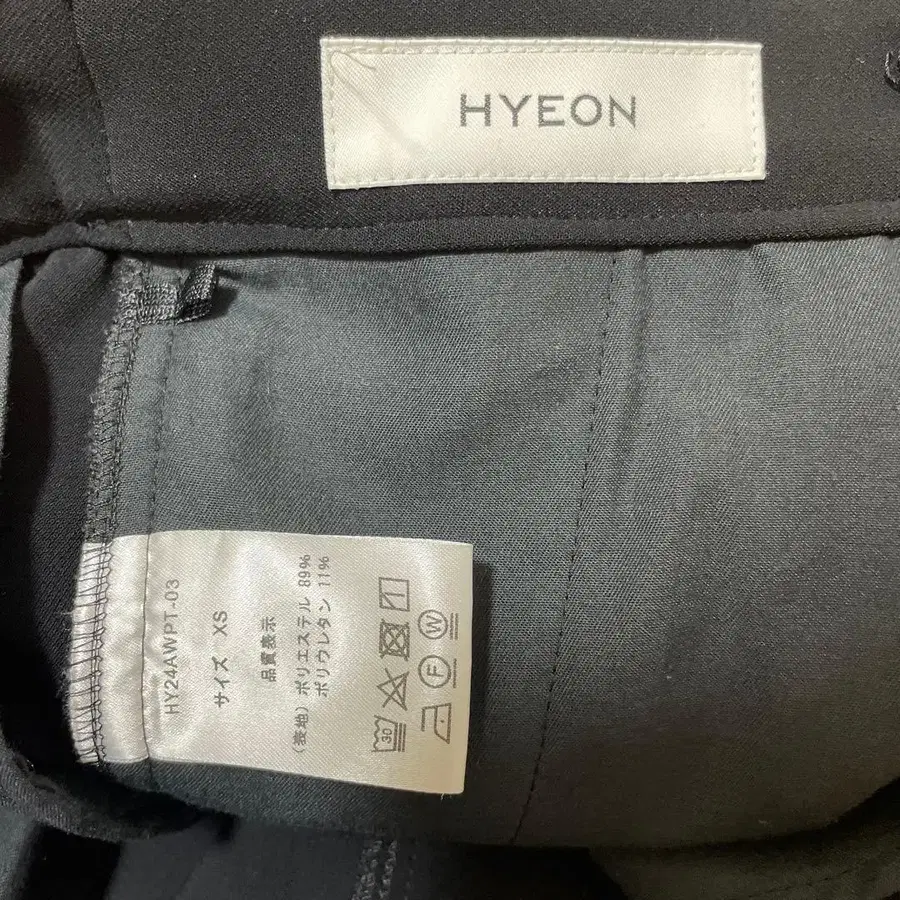 HYEON
HY24AWPT-03
サイズ XS
品質表示
(表地) ポリエステル 89%
ポリウレタン 11%
30
F
W